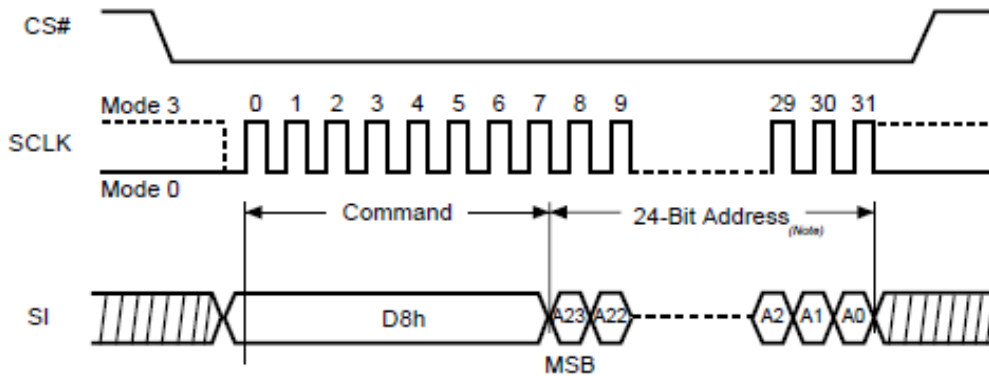 CS#
Mode 3 0 1 2 3 4 5 6 7 8 9 29 30 31
SCLK
Mode 0
Command 24-Bit Address (Note)
SI D8h A23 A22 A2 A1 A0
MSB